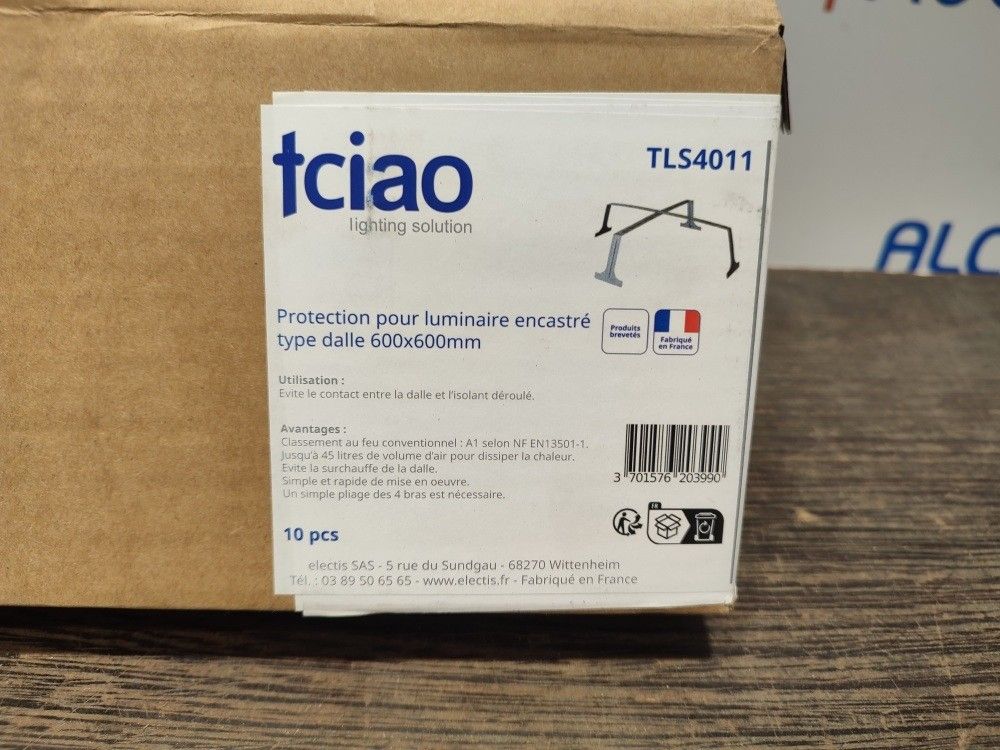 tciao
lighting solution
TLS4011
Protection pour luminaire encastré
type dalle 600x600mm
Produits
brevetés
Fabriqué
en France
Utilisation :
Evite le contact entre la dalle et l'isolant déroulé.
Avantages :
Classement au feu conventionnel : A1 selon NF EN13501-1.
Jusqu'à 45 litres de volume d'air pour dissiper la chaleur.
Evite la surchauffe de la dalle.
Simple et rapide de mise en oeuvre.
Un simple pliage des 4 bras est nécessaire.
3 701576 203990
FR
10 pcs
electis SAS - 5 rue du Sundgau - 68270 Wittenheim
Tél. : 03 89 50 65 65 - www.electis.fr - Fabriqué en France
ALC